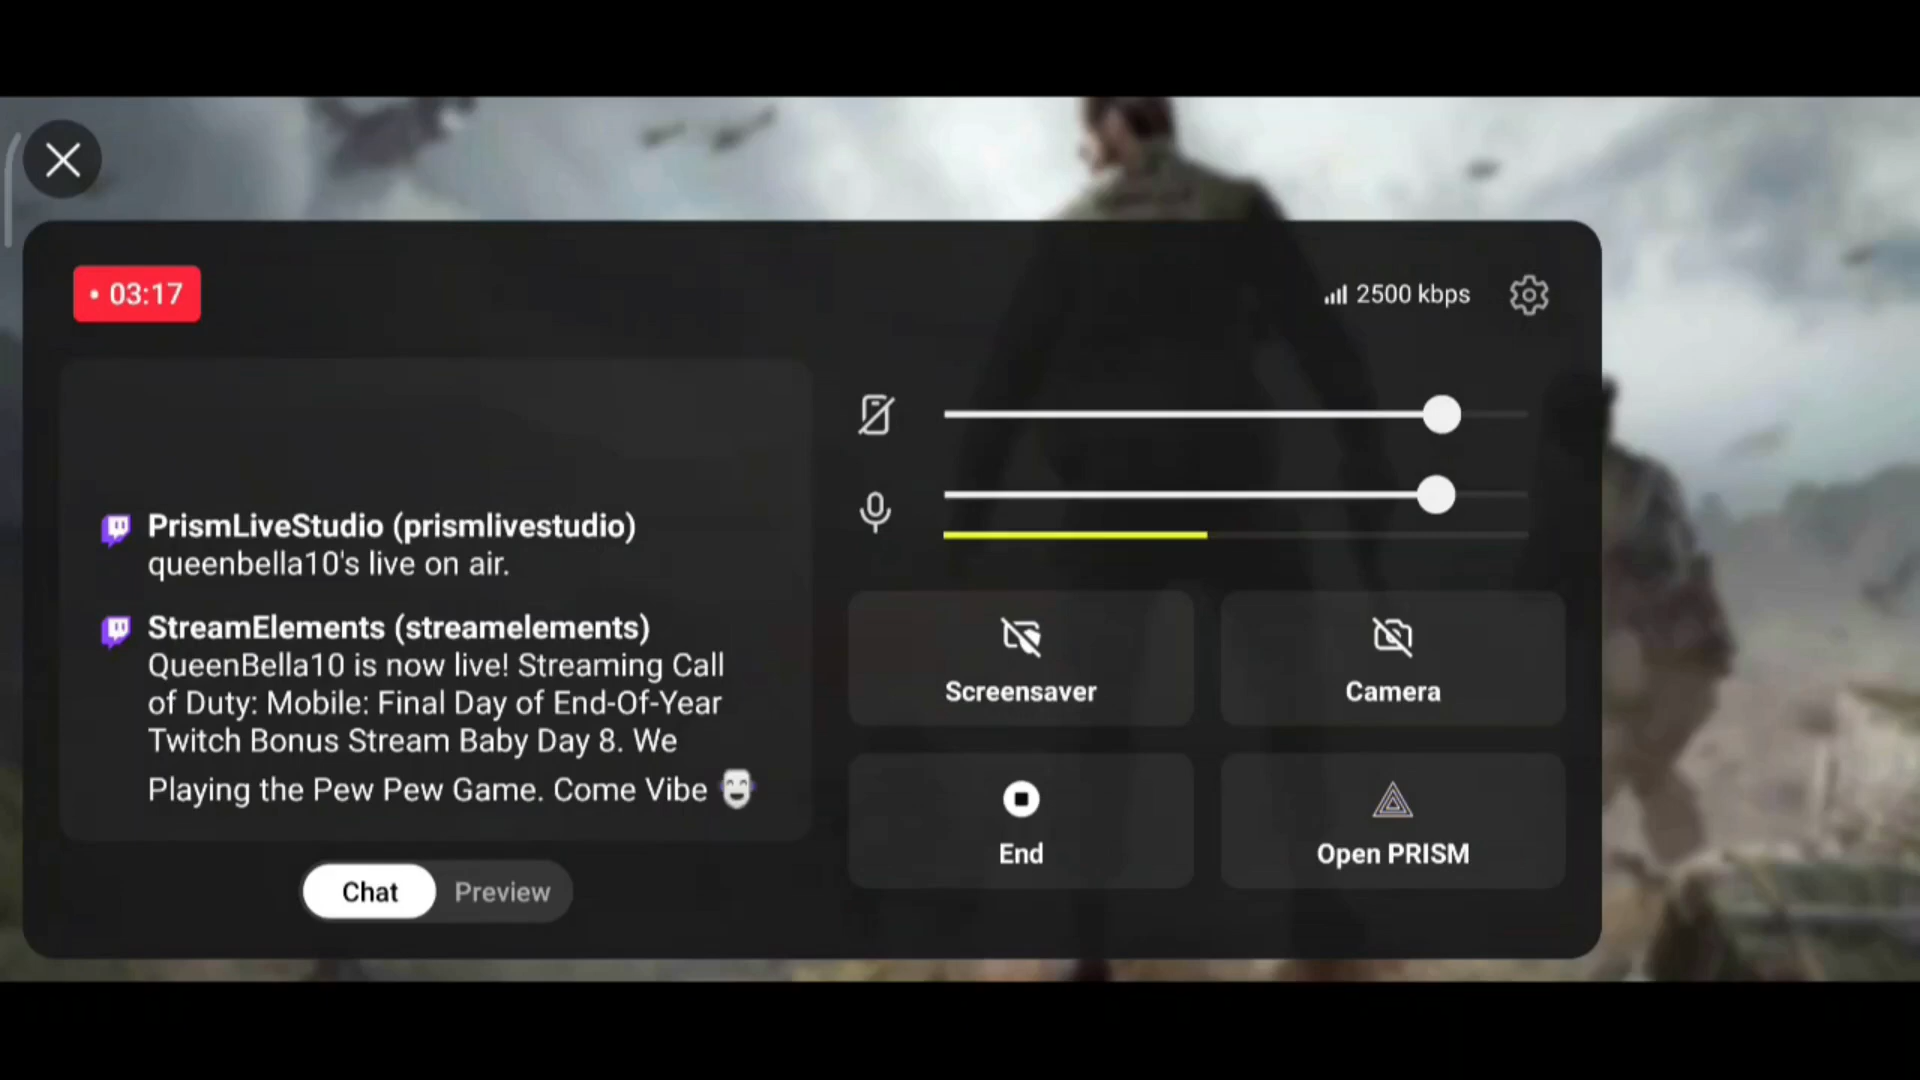 03:17
2500 kbps
PrismLiveStudio (prismlivestudio)
queenbella10's live on air.
StreamElements (streamelements)
QueenBella10 is now live! Streaming Call
of Duty: Mobile: Final Day of End-Of-Year
Twitch Bonus Stream Baby Day 8. We
Playing the Pew Pew Game. Come Vibe
Chat
Preview
Screensaver
Camera
End
Open PRISM